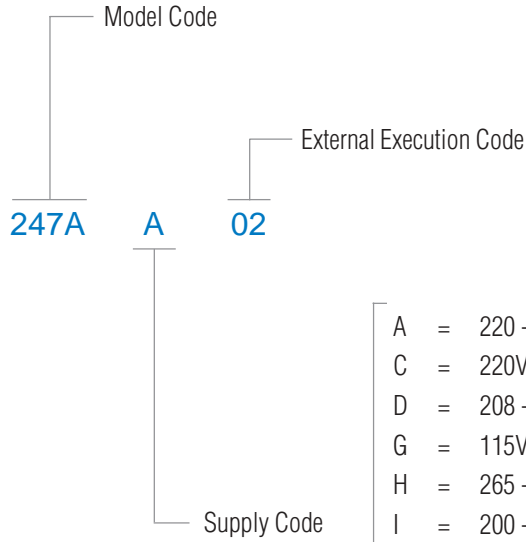 Model Code
External Execution Code
247A A 02
A = 220 -
C = 220V
D = 208 -
G = 115V
H = 265 -
Supply Code I = 200 -